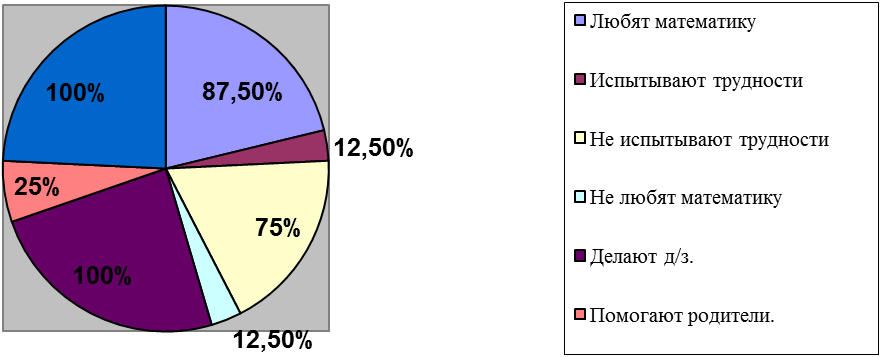 100%
87,50%
12,50%
25%
75%
100%
12,50%
Любят математику
Испытывают трудности
Не испытывают трудности
Не любят математику
Делают д/з.
Помогают родители.